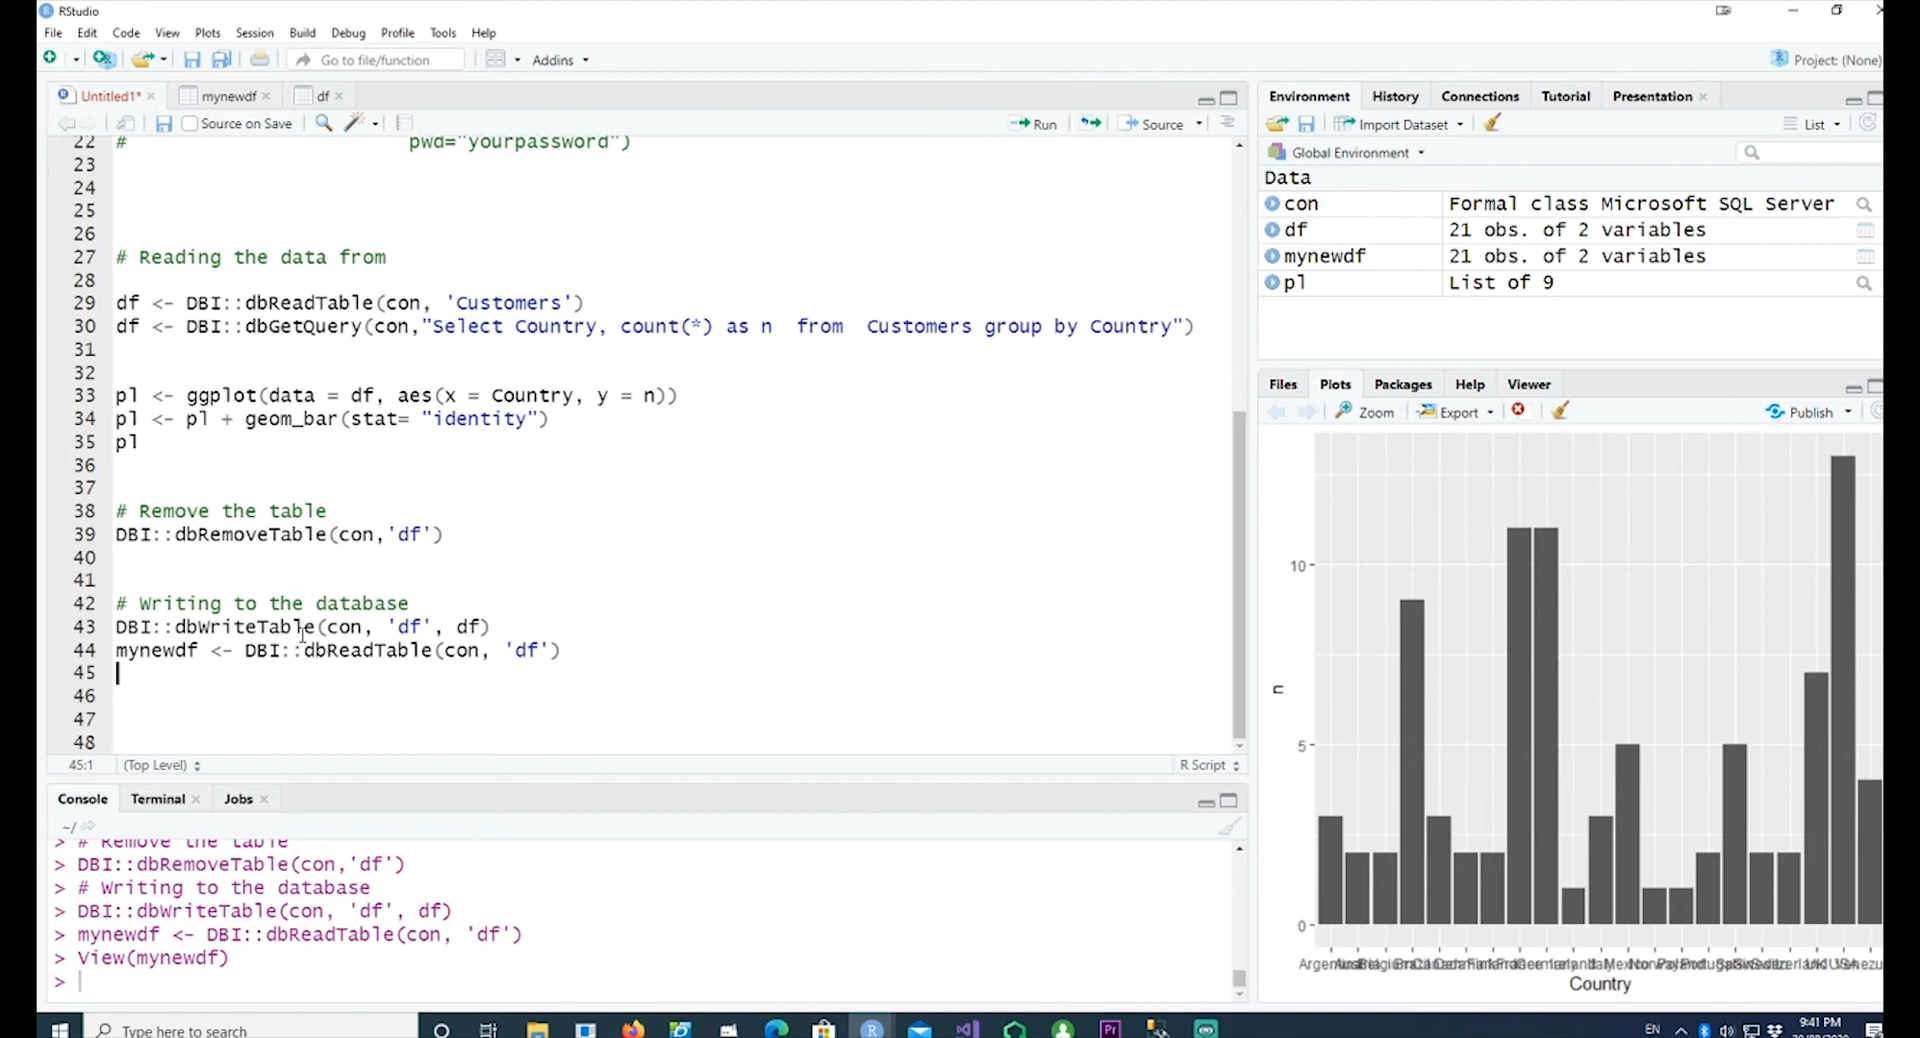 RStudio
File Edit Code View Plots Session Build Debug Profile Tools Help
Go to file/function Addins Project: (None)
Untitled1* mynewdf df
Source on Save Run Source
22 # pwd="yourpassword")
23
24
25
26
27 # Reading the data from
28
29 df <- DBI::dbReadTable(con, 'Customers')
30 df <- DBI::dbGetQuery(con,"Select Country, count(*) as n  from  Customers group by Country")
31
32
33 pl <- ggplot(data = df, aes(x = Country, y = n))
34 pl <- pl + geom_bar(stat= "identity")
35 pl
36
37
38 # Remove the table
39 DBI::dbRemoveTable(con,'df')
40
41
42 # Writing to the database
43 DBI::dbWriteTable(con, 'df', df)
44 mynewdf <- DBI::dbReadTable(con, 'df')
45
46
47
48
45:1 (Top Level) R Script
Console Terminal Jobs
~/
> # Remove the table
> DBI::dbRemoveTable(con,'df')
> # Writing to the database
> DBI::dbWriteTable(con, 'df', df)
> mynewdf <- DBI::dbReadTable(con, 'df')
> View(mynewdf)
>
Environment History Connections Tutorial Presentation
Import Dataset List
Global Environment
Data
con Formal class Microsoft SQL Server
df 21 obs. of 2 variables
mynewdf 21 obs. of 2 variables
pl List of 9
Files Plots Packages Help Viewer
Zoom Export Publish
10
n
5
0
Country
Type here to search
Pr
EN
9:41 PM